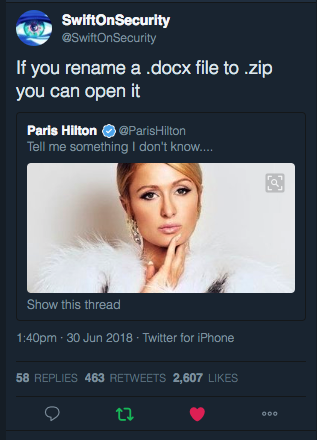 SwiftOnSecurity
@SwiftOnSecurity
If you rename a .docx file to .zip
you can open it
Paris Hilton @ParisHilton
Tell me something I don't know....
Show this thread
1:40pm · 30 Jun 2018 · Twitter for iPhone
58 REPLIES 463 RETWEETS 2,607 LIKES